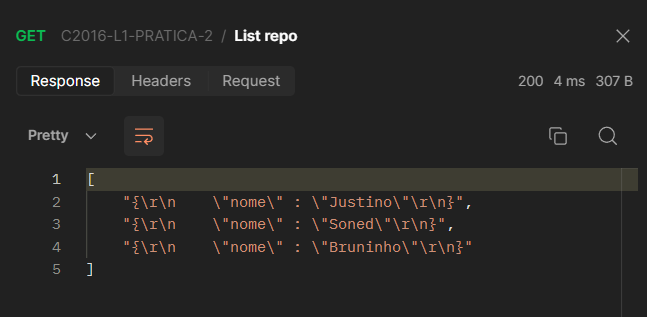 GET C2016-L1-PRATICA-2 / List repo
Response Headers Request 200 4 ms 307 B
Pretty
1 [
2 "{\r\n    \"nome\" : \"Justino\"\r\n}",
3 "{\r\n    \"nome\" : \"Soned\"\r\n}",
4 "{\r\n    \"nome\" : \"Bruninho\"\r\n}"
5 ]